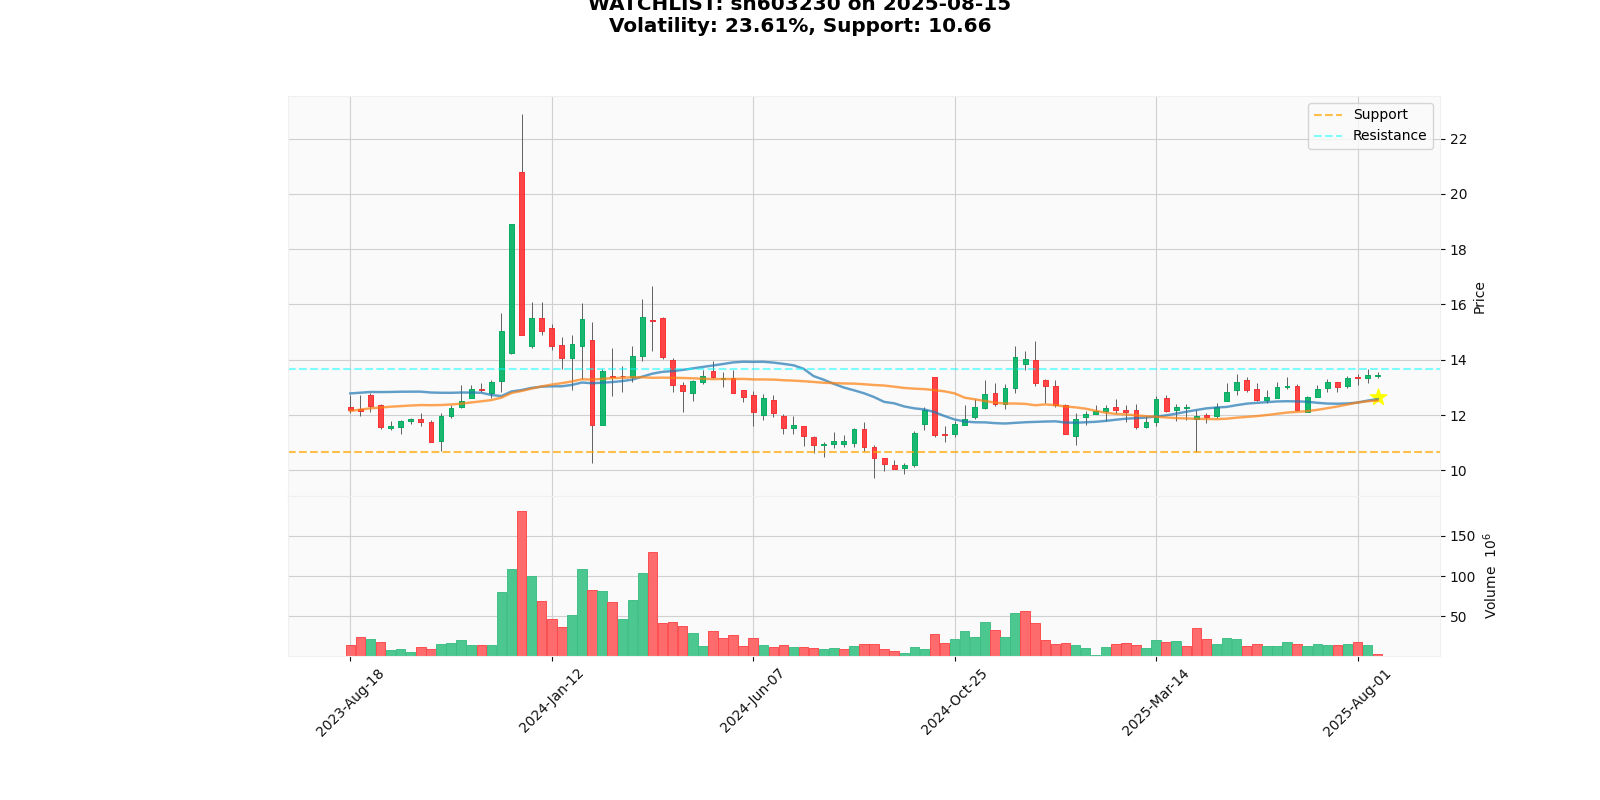 WATCHLIST: sh603230 on 2025-08-15
Volatility: 23.61%, Support: 10.66
Support
Resistance
22
20
18
16
14
12
10
Price
150
100
50
Volume 10⁶
2023-Aug-18
2024-Jan-12
2024-Jun-07
2024-Oct-25
2025-Mar-14
2025-Aug-01